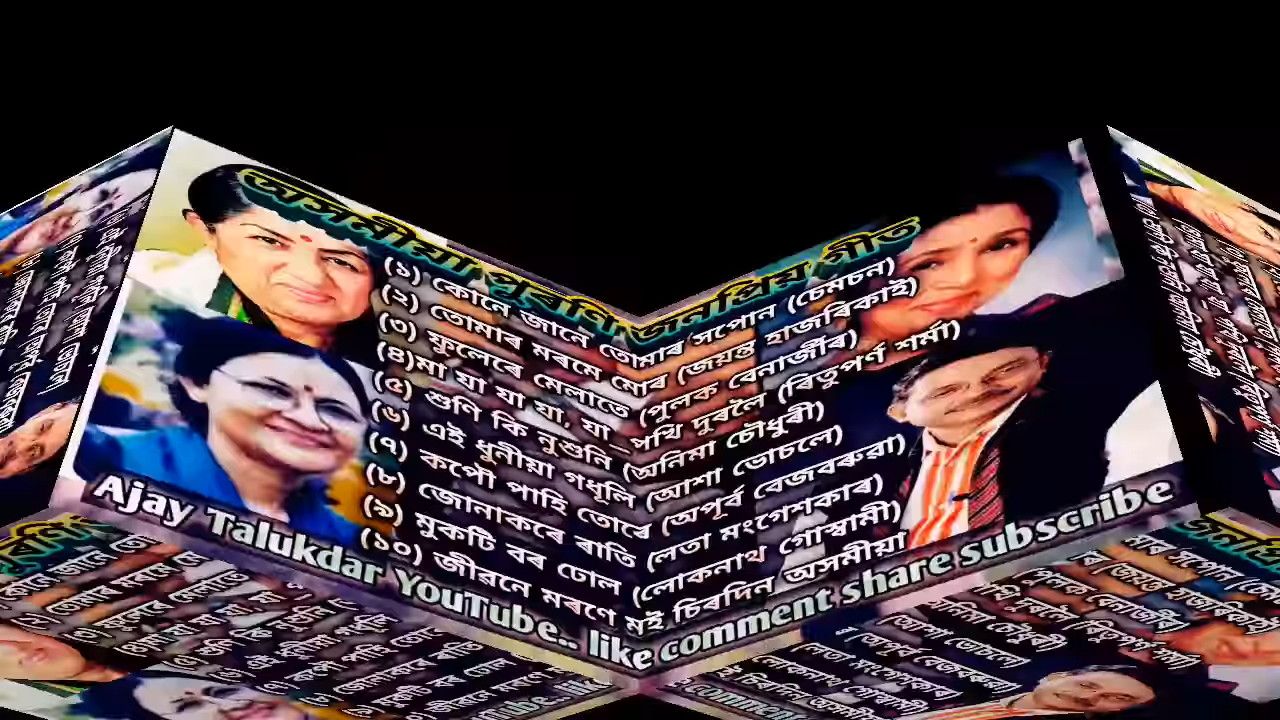 অসমীয়া পুৰণি জনপ্ৰিয় গীত
(১) কোনে জানে তোমাৰ সপোন (চেমচন)
(২) তোমাৰ মৰমে মোৰ (জয়ন্ত হাজৰিকাই)
(৩) ফুলেৰে মেলাতে (পুলক বেনাৰ্জীৰ)
(৪)মা যা যা যা, যা – পখি দুৰলৈ (ৰিতুপৰ্ণ শৰ্মা)
(৫) শুণি কি নুশুনি (অনিমা চৌধুৰী)
(৬) এই ধুনীয়া গধূলি (আশা ভোচলে)
(৭) কপৌ পাহি তোৰে (অপূৰ্ব বেজবৰুৱা)
(৮) জোনাকৰে ৰাতি (লতা মংগেশকাৰ)
(৯) মুকটি বৰ ঢোল (লোকনাথ গোস্বামী)
(১০) জীৱনে মৰণে মই চিৰদিন অসমীয়া
Ajay Talukdar YouTube.. like comment share subscribe